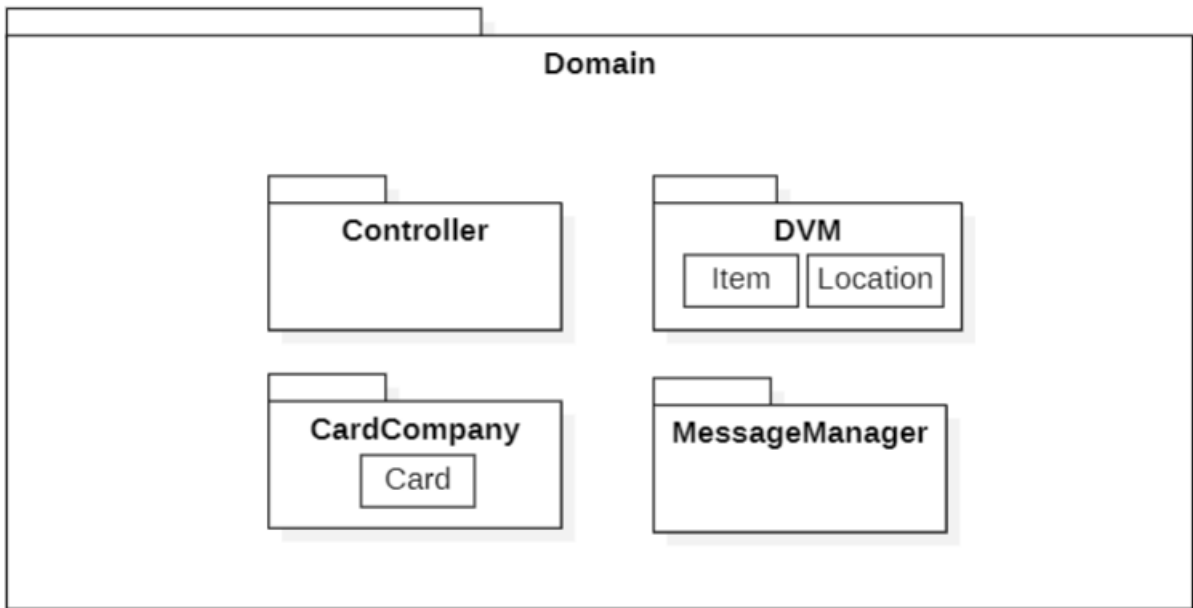 Domain
Controller
DVM
Item
Location
CardCompany
Card
MessageManager